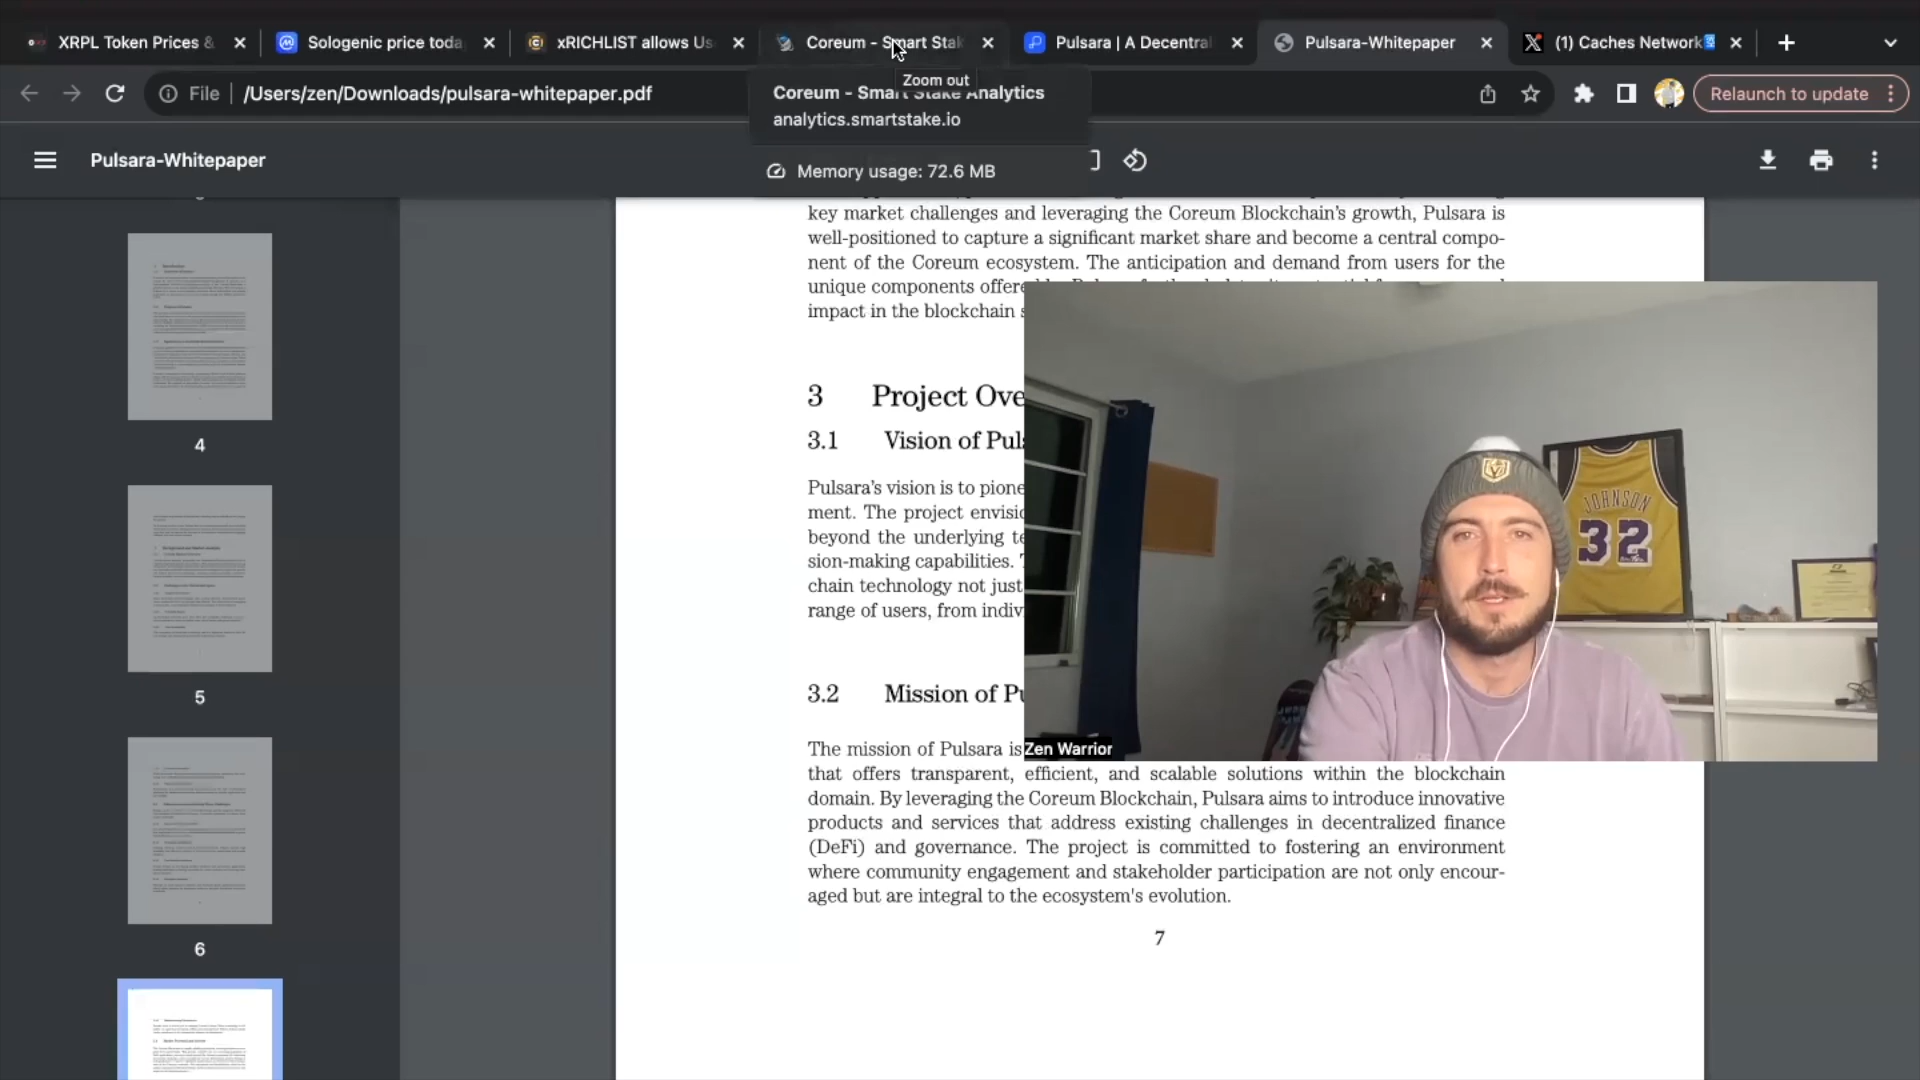 XRPL Token Prices &
Sologenic price toda
xRICHLIST allows Us
Coreum - Smart Stak
Pulsara | A Decentral
Pulsara-Whitepaper
(1) Caches Network
File
/Users/zen/Downloads/pulsara-whitepaper.pdf
Relaunch to update
Zoom out
Coreum - Smart Stake Analytics
analytics.smartstake.io
Memory usage: 72.6 MB
Pulsara-Whitepaper
4
5
6
key market challenges and leveraging the Coreum Blockchain's growth, Pulsara is
well-positioned to capture a significant market share and become a central compo-
nent of the Coreum ecosystem. The anticipation and demand from users for the
unique components offere
impact in the blockchain s
3 Project Ove
3.1 Vision of Puls
Pulsara's vision is to pione
ment. The project envisio
beyond the underlying te
sion-making capabilities. T
chain technology not just
range of users, from indiv
3.2 Mission of Pu
The mission of Pulsara is
that offers transparent, efficient, and scalable solutions within the blockchain
domain. By leveraging the Coreum Blockchain, Pulsara aims to introduce innovative
products and services that address existing challenges in decentralized finance
(DeFi) and governance. The project is committed to fostering an environment
where community engagement and stakeholder participation are not only encour-
aged but are integral to the ecosystem's evolution.
7
JOHNSON
32
Zen Warrior